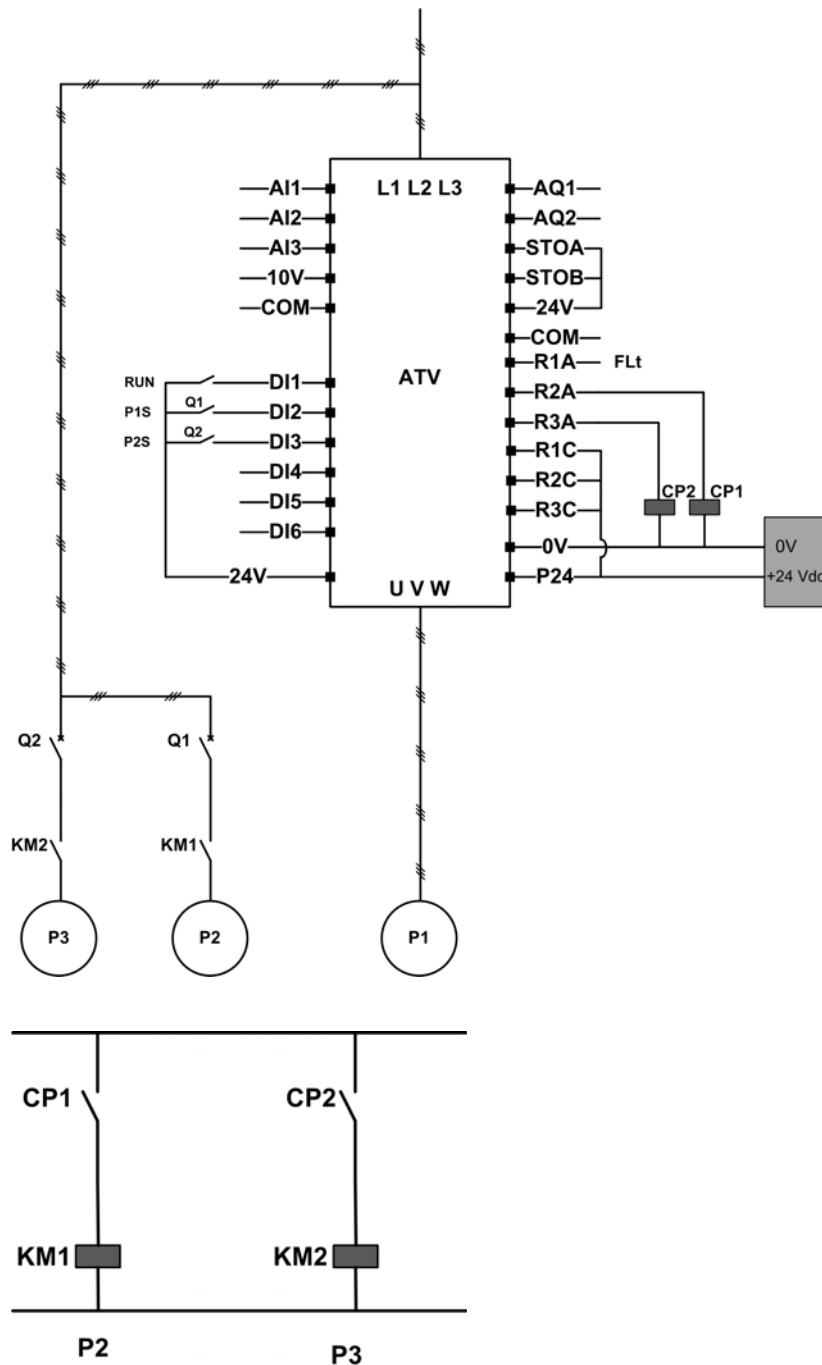 L1 L2 L3
AI1
AI2
AI3
10V
COM
AQ1
AQ2
STOA
STOB
24V
COM
R1A FLt
R2A
R3A
R1C
R2C
R3C
0V
P24
ATV
RUN DI1
P1S Q1 DI2
P2S Q2 DI3
DI4
DI5
DI6
24V
U V W
CP2 CP1
0V
+24 Vdc
Q2 Q1
KM2 KM1
P3 P2 P1
CP1 CP2
KM1 KM2
P2 P3